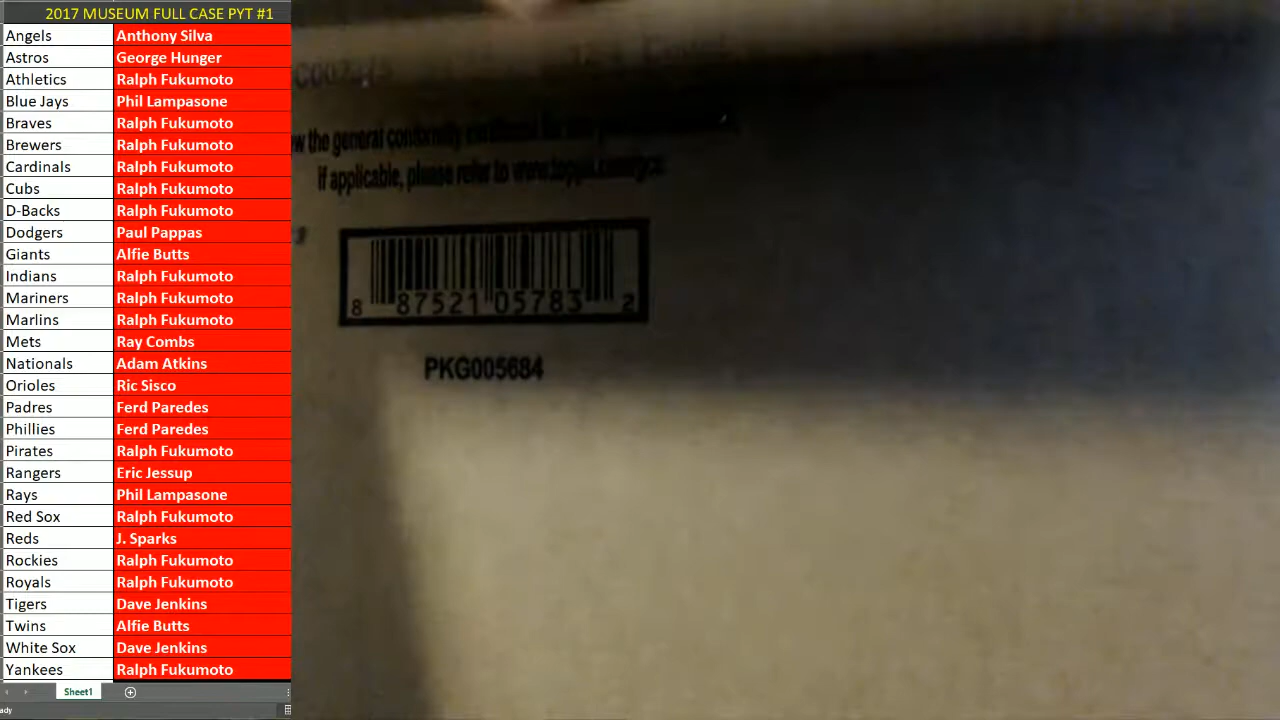 2017 MUSEUM FULL CASE PYT #1
Angels Anthony Silva
Astros George Hunger
Athletics Ralph Fukumoto
Blue Jays Phil Lampasone
Braves Ralph Fukumoto
Brewers Ralph Fukumoto
Cardinals Ralph Fukumoto
Cubs Ralph Fukumoto
D-Backs Ralph Fukumoto
Dodgers Paul Pappas
Giants Alfie Butts
Indians Ralph Fukumoto
Mariners Ralph Fukumoto
Marlins Ralph Fukumoto
Mets Ray Combs
Nationals Adam Atkins
Orioles Ric Sisco
Padres Ferd Paredes
Phillies Ferd Paredes
Pirates Ralph Fukumoto
Rangers Eric Jessup
Rays Phil Lampasone
Red Sox Ralph Fukumoto
Reds J. Sparks
Rockies Ralph Fukumoto
Royals Ralph Fukumoto
Tigers Dave Jenkins
Twins Alfie Butts
White Sox Dave Jenkins
Yankees Ralph Fukumoto
Sheet1
ady
the general conformity
if applicable, please refer to
8 87521 05783 2
PKG005684